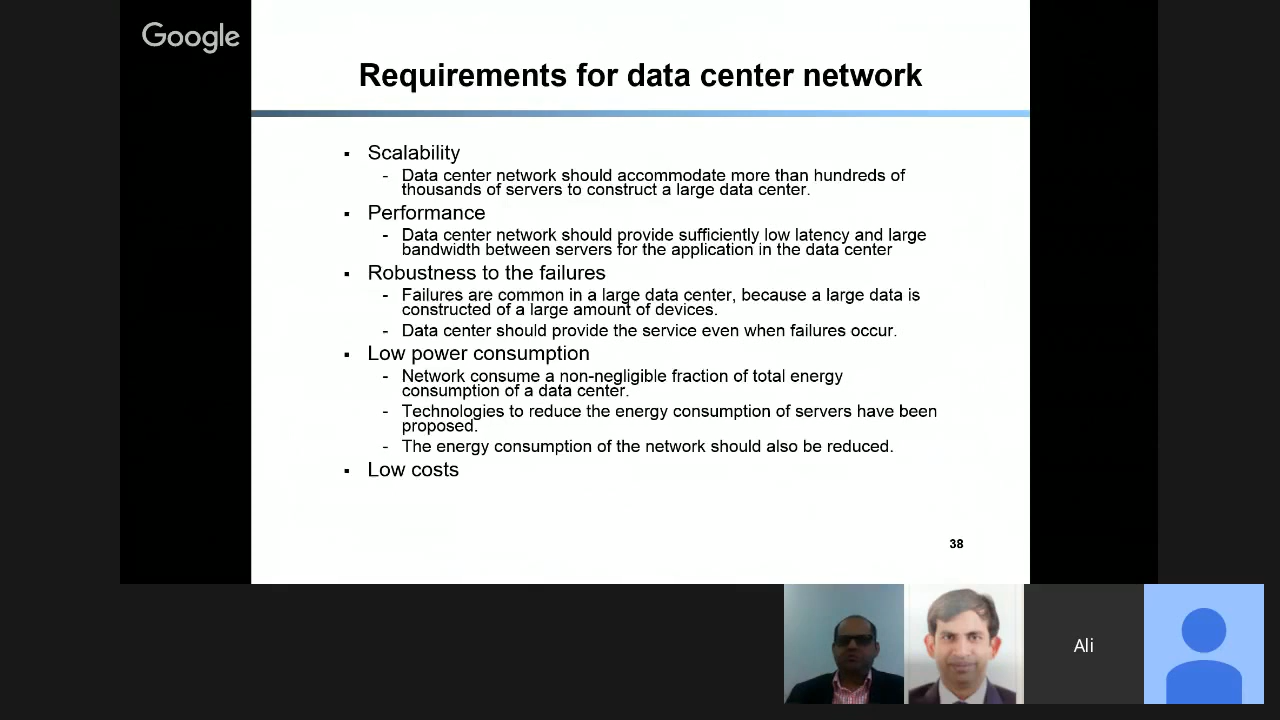 Google
Requirements for data center network
▪ Scalability
- Data center network should accommodate more than hundreds of
thousands of servers to construct a large data center.
▪ Performance
- Data center network should provide sufficiently low latency and large
bandwidth between servers for the application in the data center
▪ Robustness to the failures
- Failures are common in a large data center, because a large data is
constructed of a large amount of devices.
- Data center should provide the service even when failures occur.
▪ Low power consumption
- Network consume a non-negligible fraction of total energy
consumption of a data center.
- Technologies to reduce the energy consumption of servers have been
proposed.
- The energy consumption of the network should also be reduced.
▪ Low costs
38
Ali